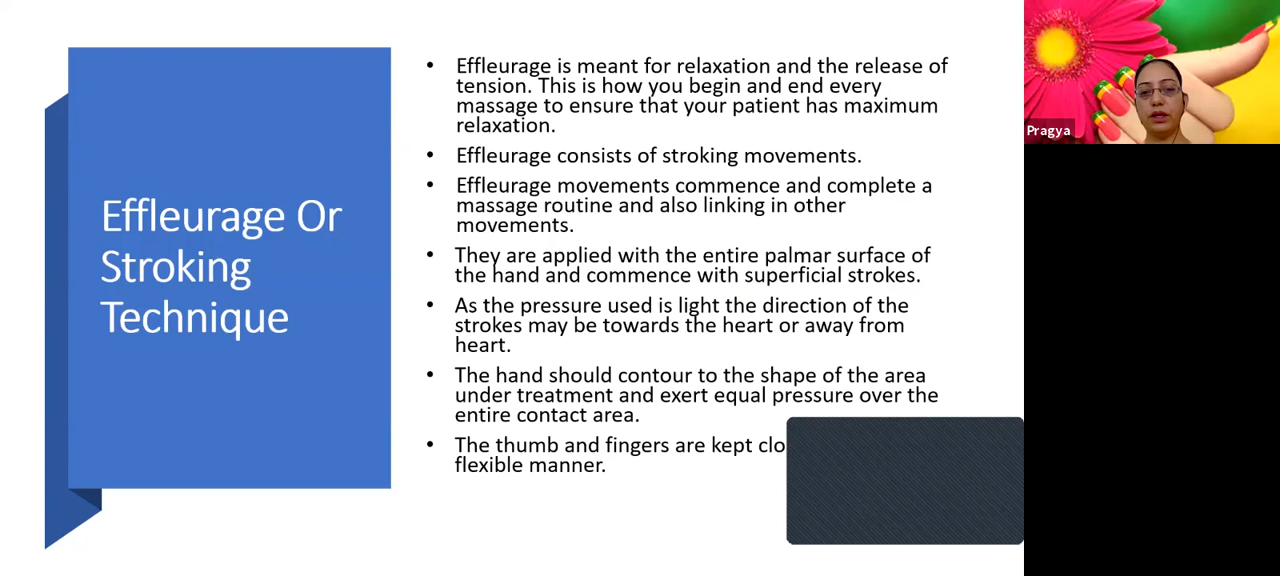 Effleurage Or
Stroking
Technique
• Effleurage is meant for relaxation and the release of
tension. This is how you begin and end every
massage to ensure that your patient has maximum
relaxation.
• Effleurage consists of stroking movements.
• Effleurage movements commence and complete a
massage routine and also linking in other
movements.
• They are applied with the entire palmar surface of
the hand and commence with superficial strokes.
• As the pressure used is light the direction of the
strokes may be towards the heart or away from
heart.
• The hand should contour to the shape of the area
under treatment and exert equal pressure over the
entire contact area.
• The thumb and fingers are kept
flexible manner.
Pragya